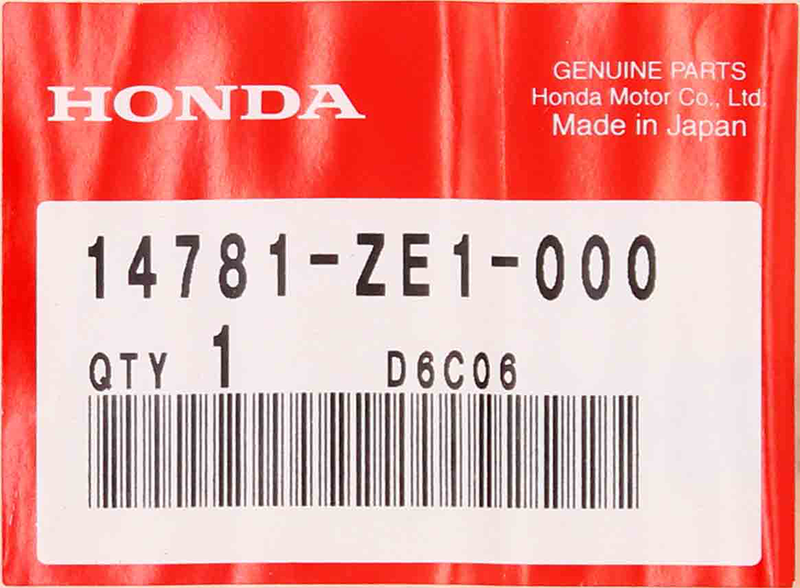 HONDA
GENUINE PARTS
Honda Motor Co., Ltd.
Made in Japan
14781-ZE1-000
QTY 1 D6C06